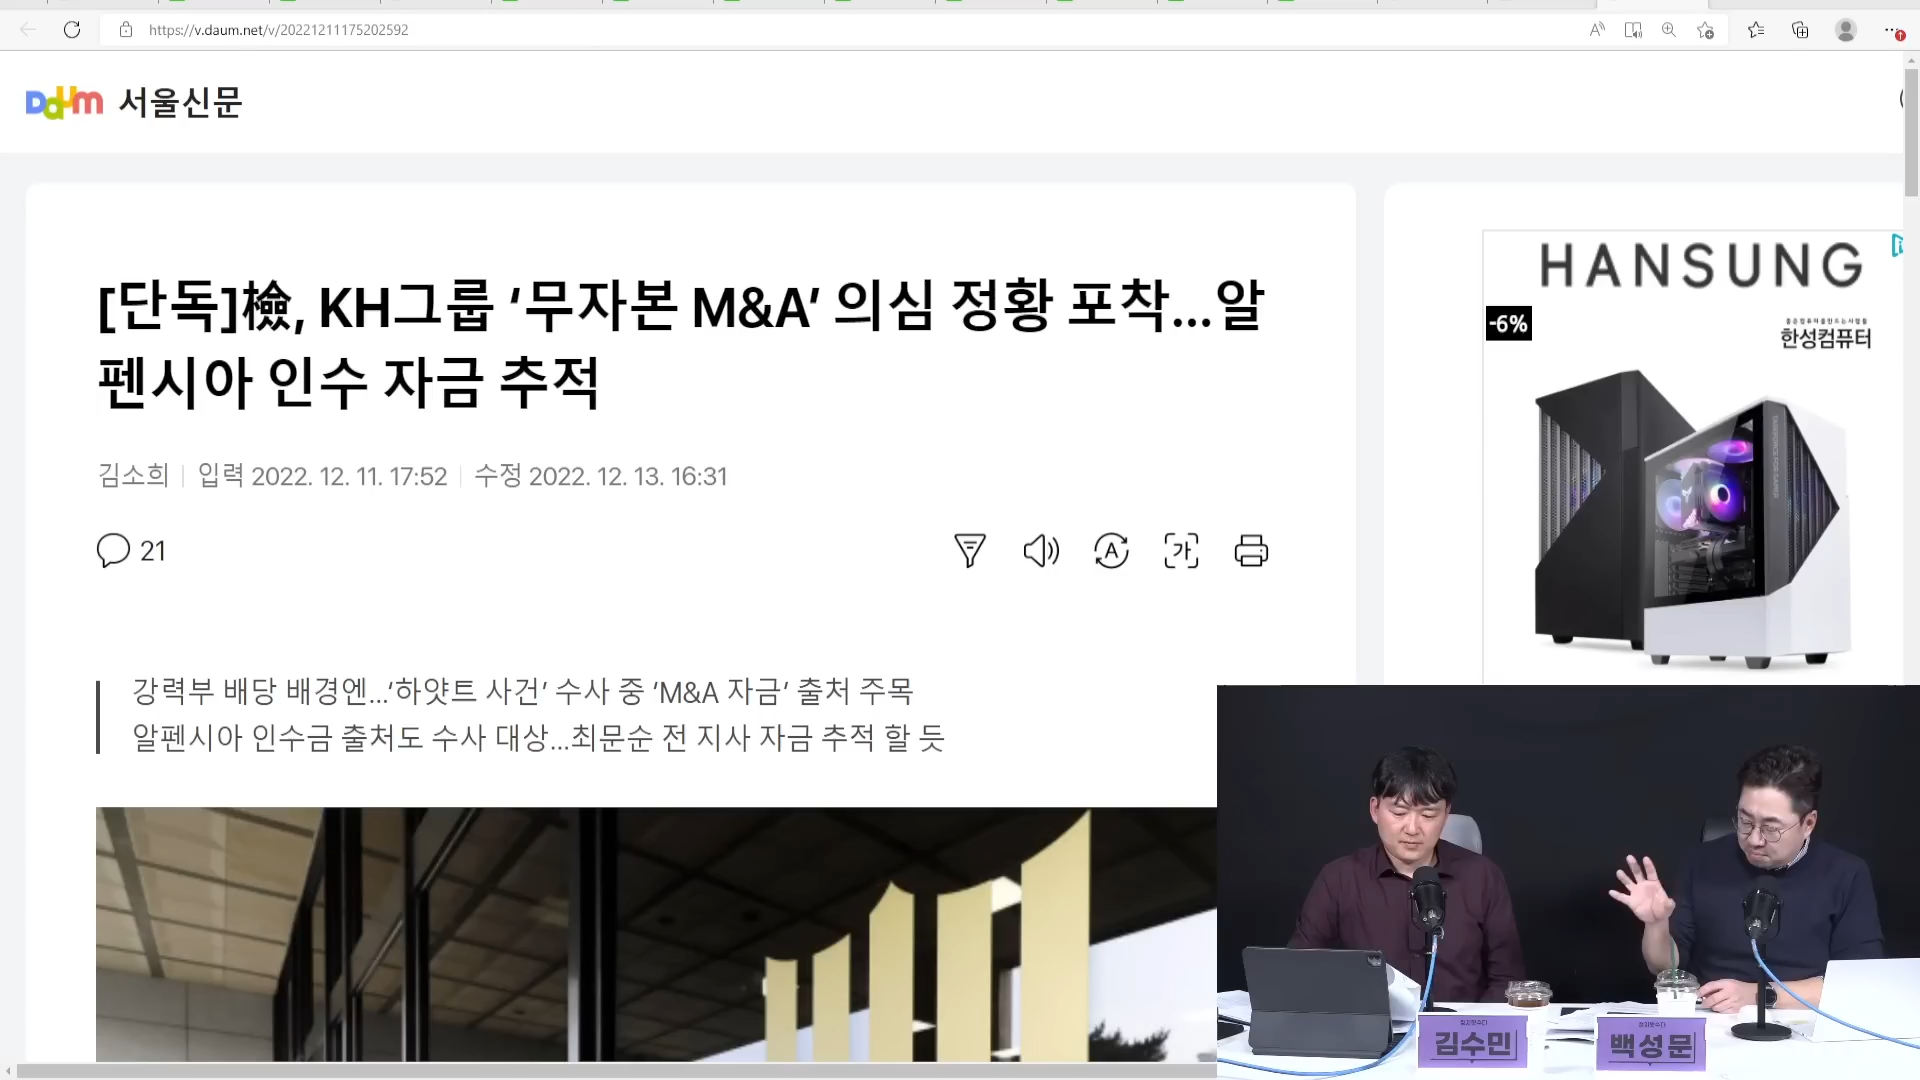 https://v.daum.net/v/20221211175202592
Daum 서울신문
[단독]檢, KH그룹 ‘무자본 M&A’ 의심 정황 포착…알
펜시아 인수 자금 추적
김소희 입력 2022. 12. 11. 17:52 수정 2022. 12. 13. 16:31
21
가
강력부 배당 배경엔…‘하얏트 사건’ 수사 중 ‘M&A 자금‘ 출처 주목
알펜시아 인수금 출처도 수사 대상…최문순 전 지사 자금 추적 할 듯
HANSUNG
-6%
한성컴퓨터
김수민
백성문